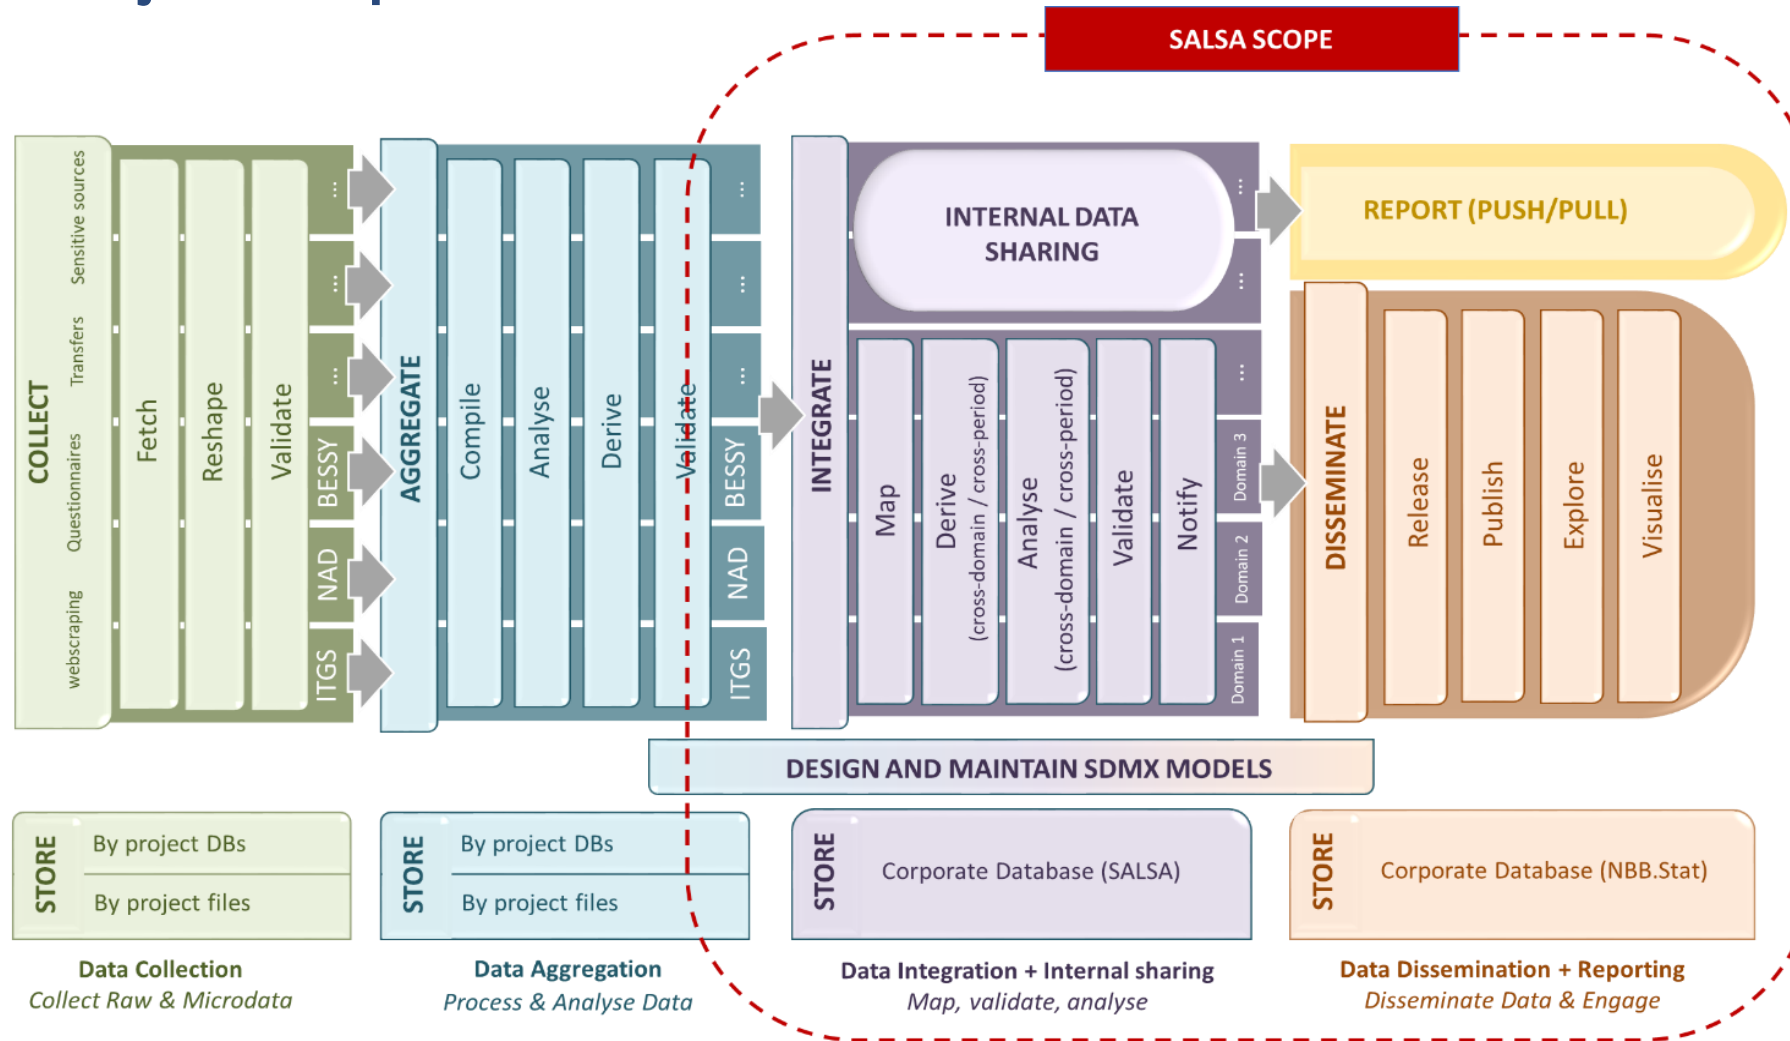 SALSA SCOPE
COLLECT
Sensitive sources
Transfers
Questionnaires
webscraping
Fetch
Reshape
Validate
...
...
...
BESSY
NAD
ITGS
AGGREGATE
Compile
Analyse
Derive
Validate
...
...
...
BESSY
NAD
ITGS
INTEGRATE
INTERNAL DATA
SHARING
Map
Derive
(cross-domain / cross-period)
Analyse
(cross-domain / cross-period)
Validate
Notify
...
...
...
Domain 3
Domain 2
Domain 1
REPORT (PUSH/PULL)
DISSEMINATE
Release
Publish
Explore
Visualise
DESIGN AND MAINTAIN SDMX MODELS
STORE
By project DBs
By project files
STORE
By project DBs
By project files
STORE
Corporate Database (SALSA)
STORE
Corporate Database (NBB.Stat)
Data Collection
Collect Raw & Microdata
Data Aggregation
Process & Analyse Data
Data Integration + Internal sharing
Map, validate, analyse
Data Dissemination + Reporting
Disseminate Data & Engage